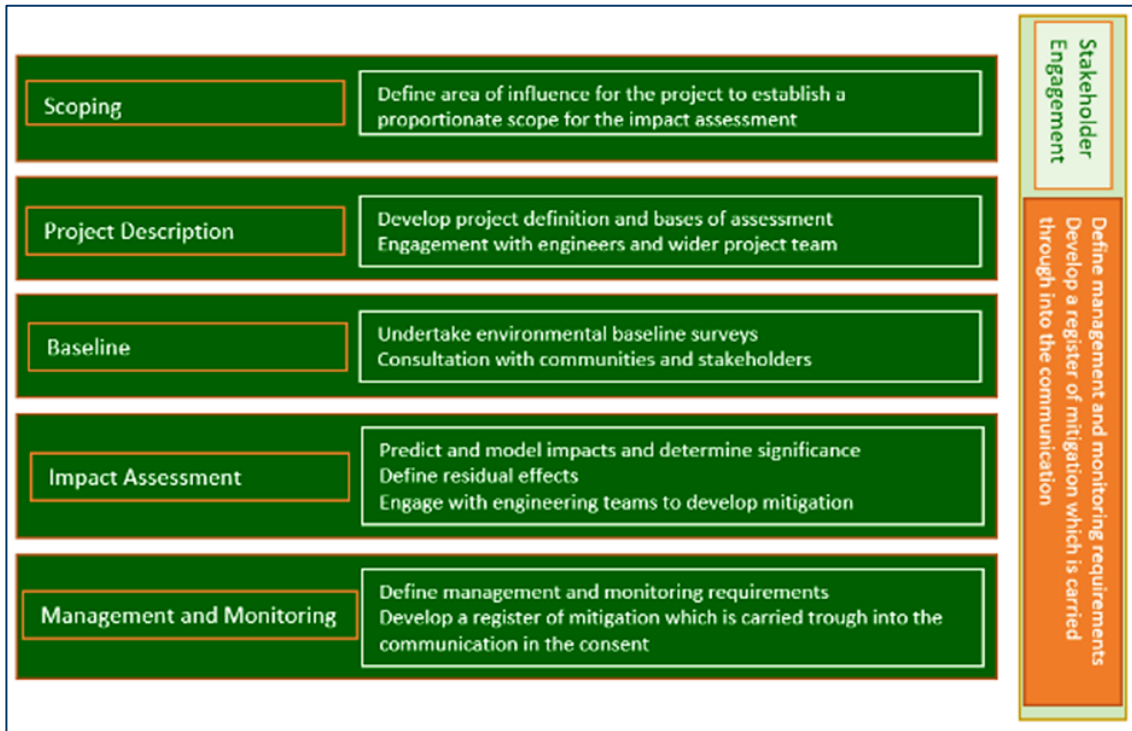 Scoping
Define area of influence for the project to establish a
proportionate scope for the impact assessment
Project Description
Develop project definition and bases of assessment
Engagement with engineers and wider project team
Baseline
Undertake environmental baseline surveys
Consultation with communities and stakeholders
Impact Assessment
Predict and model impacts and determine significance
Define residual effects
Engage with engineering teams to develop mitigation
Management and Monitoring
Define management and monitoring requirements
Develop a register of mitigation which is carried trough into the
communication in the consent
Stakeholder
Engagement
Define management and monitoring requirements
Develop a register of mitigation which is carried
through into the communication